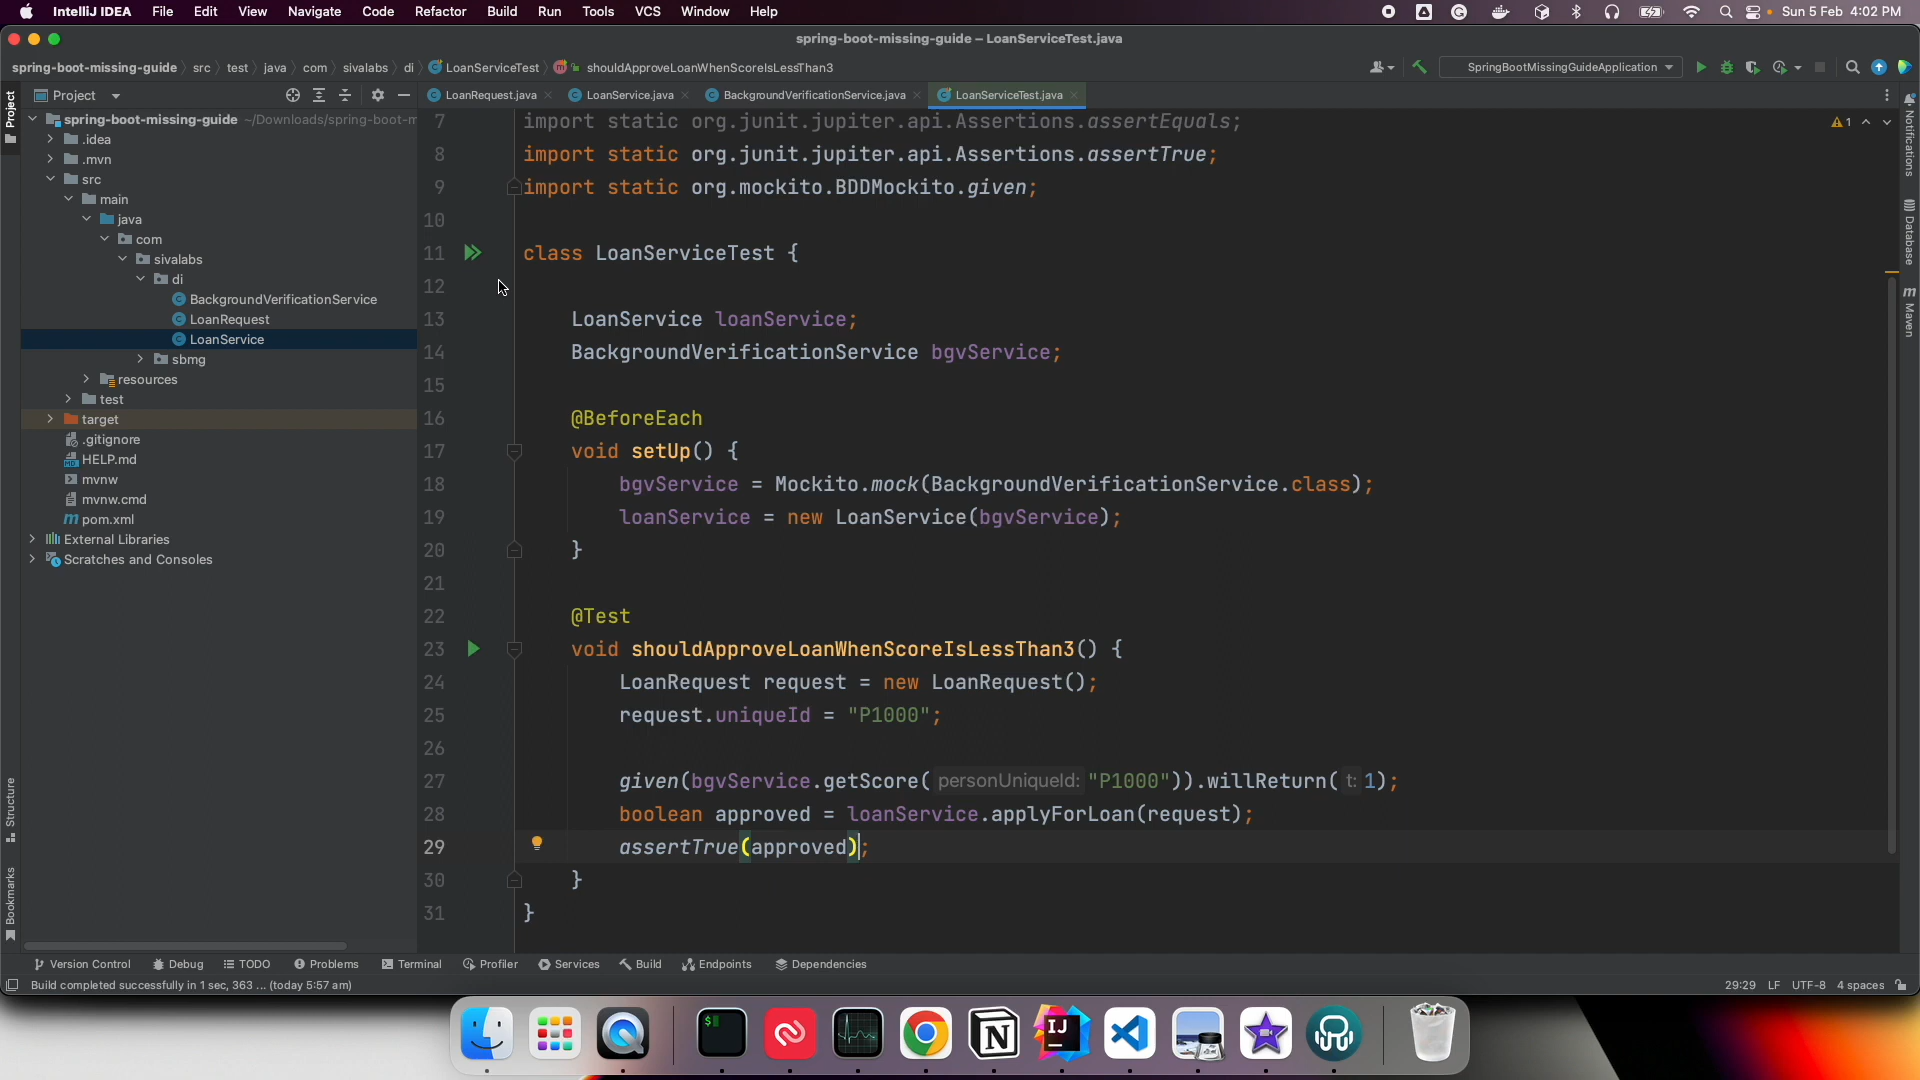 IntelliJ IDEA File Edit View Navigate Code Refactor Build Run Tools VCS Window Help Sun 5 Feb 4:02 PM
spring-boot-missing-guide – LoanServiceTest.java
spring-boot-missing-guide src test java com sivalabs di LoanServiceTest shouldApproveLoanWhenScoreIsLessThan3 SpringBootMissingGuideApplication
Project LoanRequest.java LoanService.java BackgroundVerificationService.java LoanServiceTest.java
Project
Structure
Bookmarks
spring-boot-missing-guide ~/Downloads/spring-boot-m
.idea
.mvn
src
main
java
com
sivalabs
di
BackgroundVerificationService
LoanRequest
LoanService
sbmg
resources
test
target
.gitignore
HELP.md
mvnw
mvnw.cmd
pom.xml
External Libraries
Scratches and Consoles
7 import static org.junit.jupiter.api.Assertions.assertEquals;
8 import static org.junit.jupiter.api.Assertions.assertTrue;
9 import static org.mockito.BDDMockito.given;
10
11 class LoanServiceTest {
12
13 LoanService loanService;
14 BackgroundVerificationService bgvService;
15
16 @BeforeEach
17 void setUp() {
18 bgvService = Mockito.mock(BackgroundVerificationService.class);
19 loanService = new LoanService(bgvService);
20 }
21
22 @Test
23 void shouldApproveLoanWhenScoreIsLessThan3() {
24 LoanRequest request = new LoanRequest();
25 request.uniqueId = "P1000";
26
27 given(bgvService.getScore( personUniqueId: "P1000")).willReturn( t: 1);
28 boolean approved = loanService.applyForLoan(request);
29 assertTrue(approved);
30 }
31 }
1
Notifications
Database
m Maven
Version Control Debug TODO Problems Terminal Profiler Services Build Endpoints Dependencies
Build completed successfully in 1 sec, 363 ... (today 5:57 am) 29:29 LF UTF-8 4 spaces